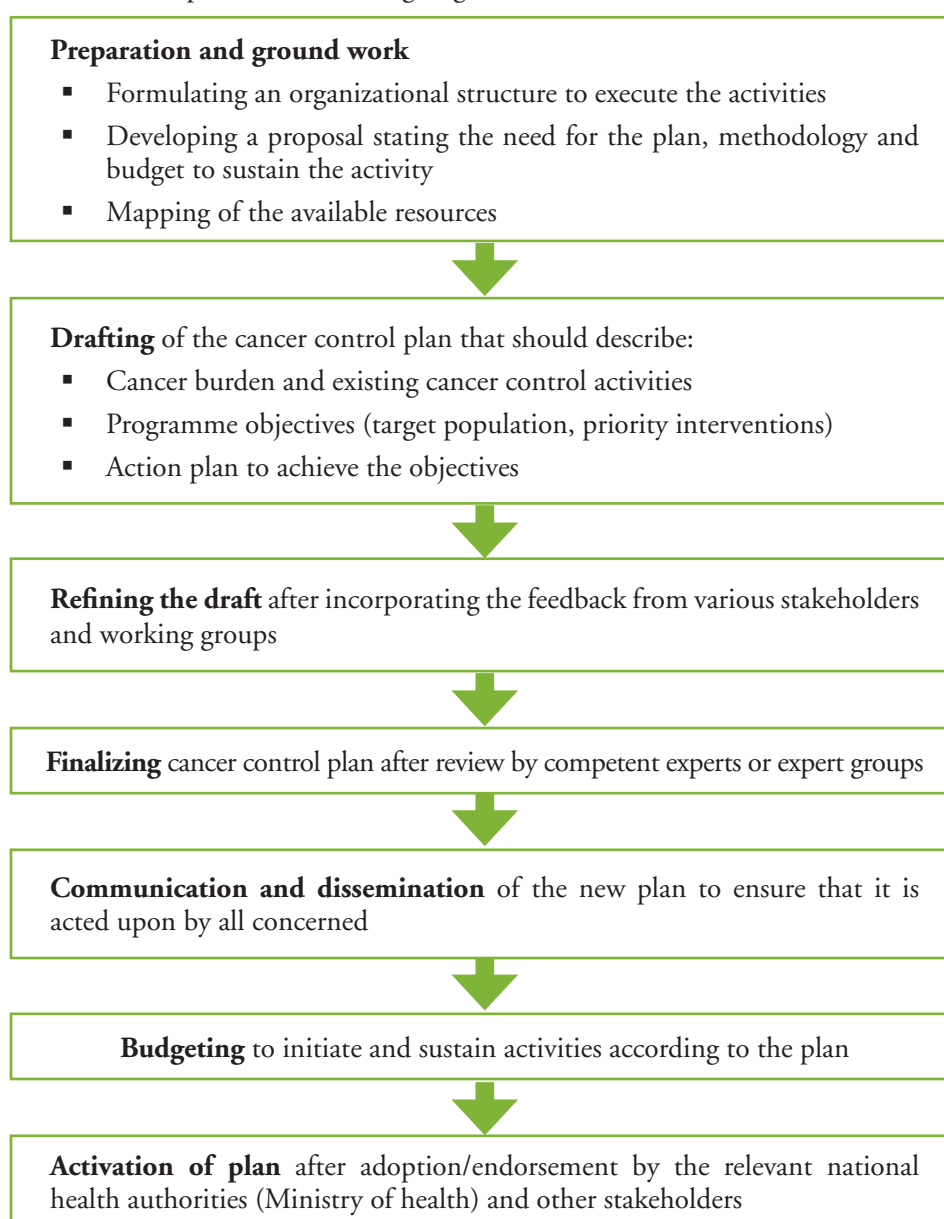 Preparation and ground work
▪ Formulating an organizational structure to execute the activities
▪ Developing a proposal stating the need for the plan, methodology and
budget to sustain the activity
▪ Mapping of the available resources
Drafting of the cancer control plan that should describe:
▪ Cancer burden and existing cancer control activities
▪ Programme objectives (target population, priority interventions)
▪ Action plan to achieve the objectives
Refining the draft after incorporating the feedback from various stakeholders
and working groups
Finalizing cancer control plan after review by competent experts or expert groups
Communication and dissemination of the new plan to ensure that it is
acted upon by all concerned
Budgeting to initiate and sustain activities according to the plan
Activation of plan after adoption/endorsement by the relevant national
health authorities (Ministry of health) and other stakeholders